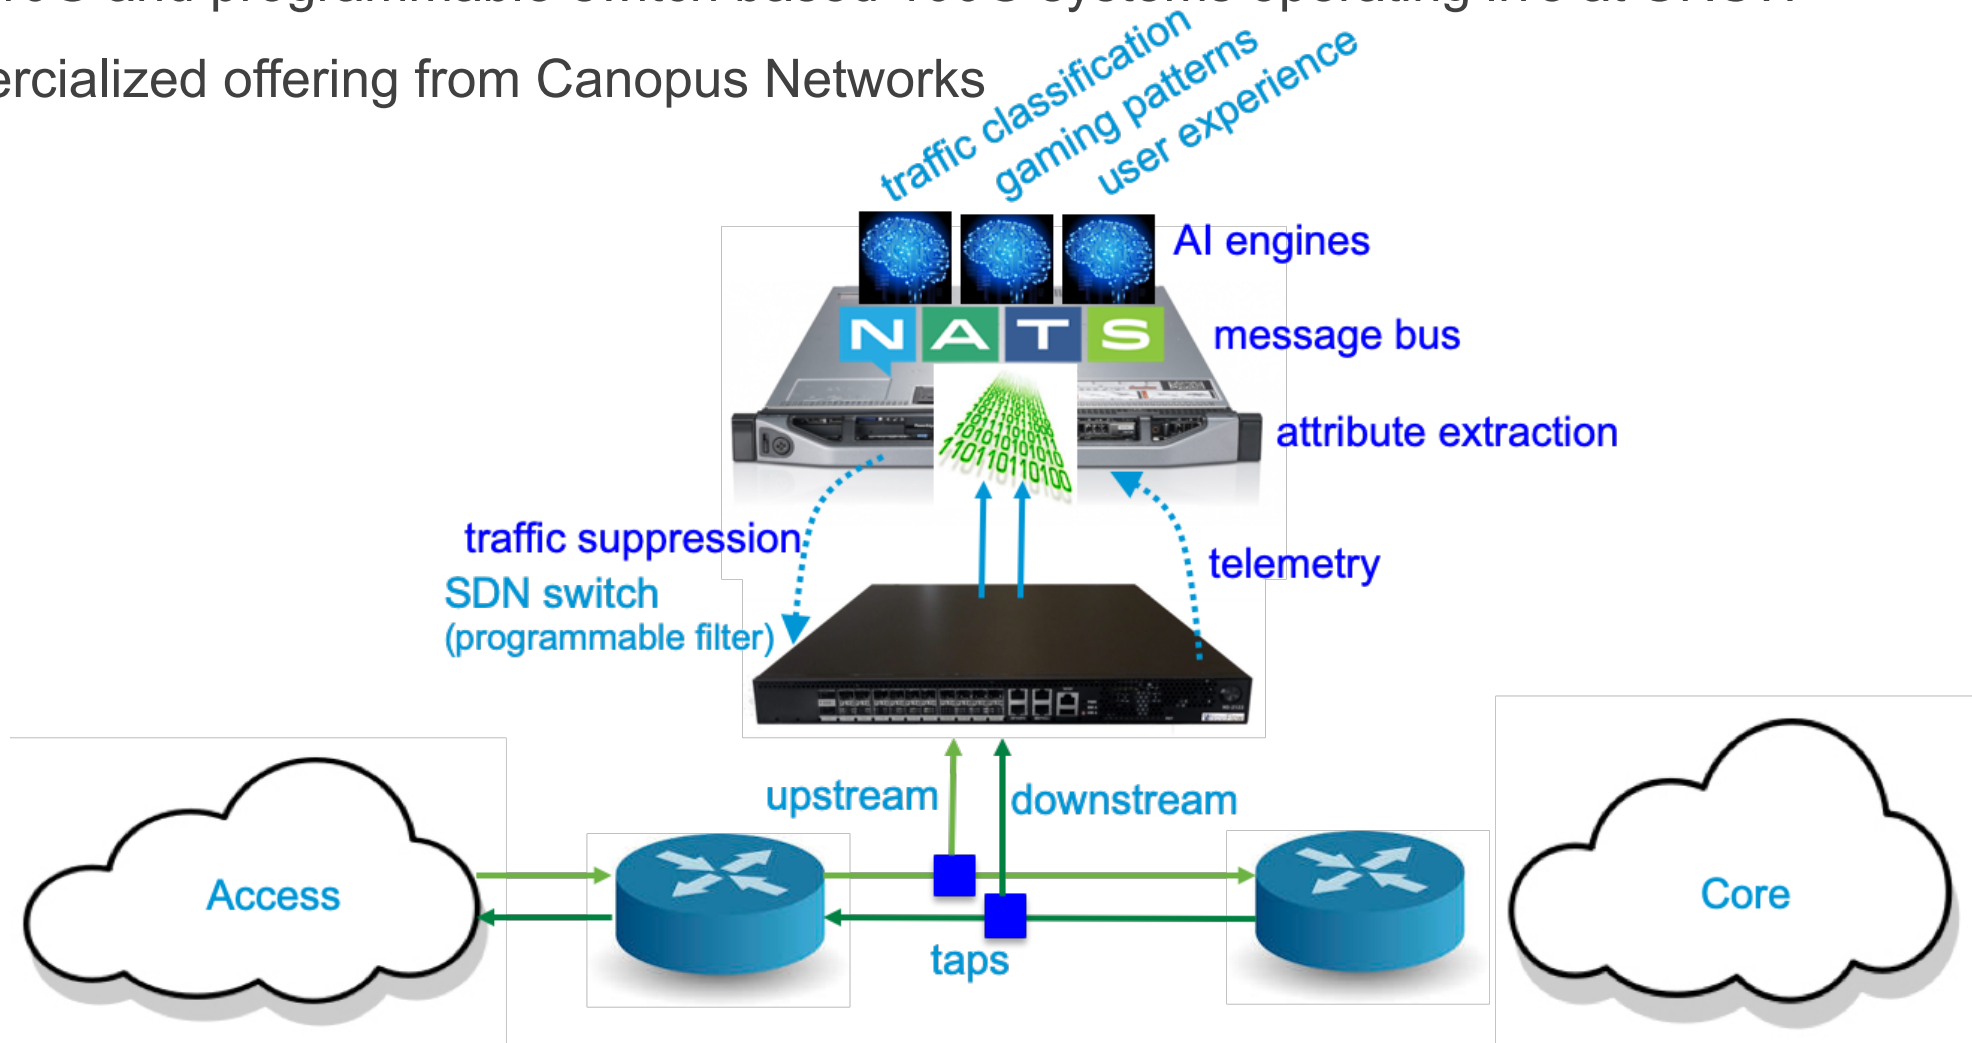 ercialized offering from Canopus Networks
traffic classification
gaming patterns
user experience
AI engines
NATS
message bus
attribute extraction
traffic suppression
telemetry
SDN switch
(programmable filter)
upstream
downstream
Access
Core
taps